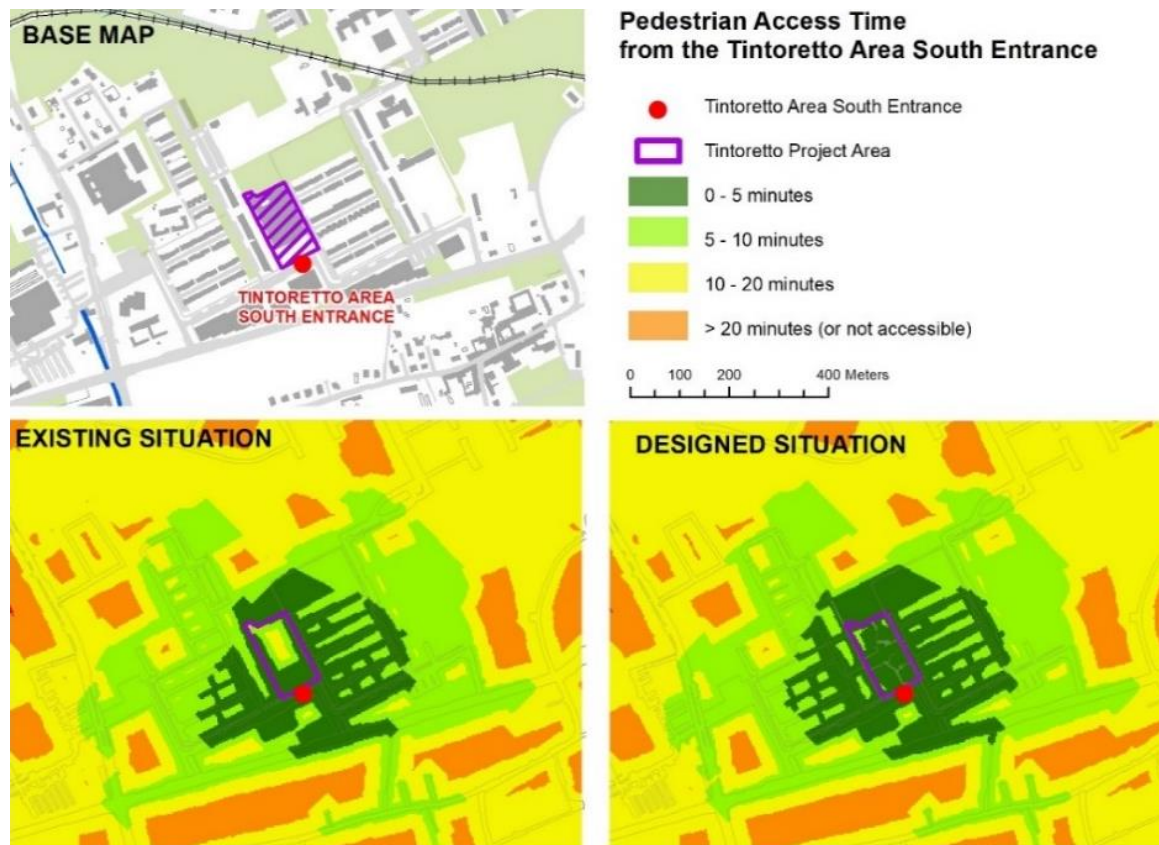 BASE MAP
TINTORETTO AREA
SOUTH ENTRANCE
Pedestrian Access Time
from the Tintoretto Area South Entrance
Tintoretto Area South Entrance
Tintoretto Project Area
0 - 5 minutes
5 - 10 minutes
10 - 20 minutes
> 20 minutes (or not accessible)
0 100 200 400 Meters
EXISTING SITUATION
DESIGNED SITUATION